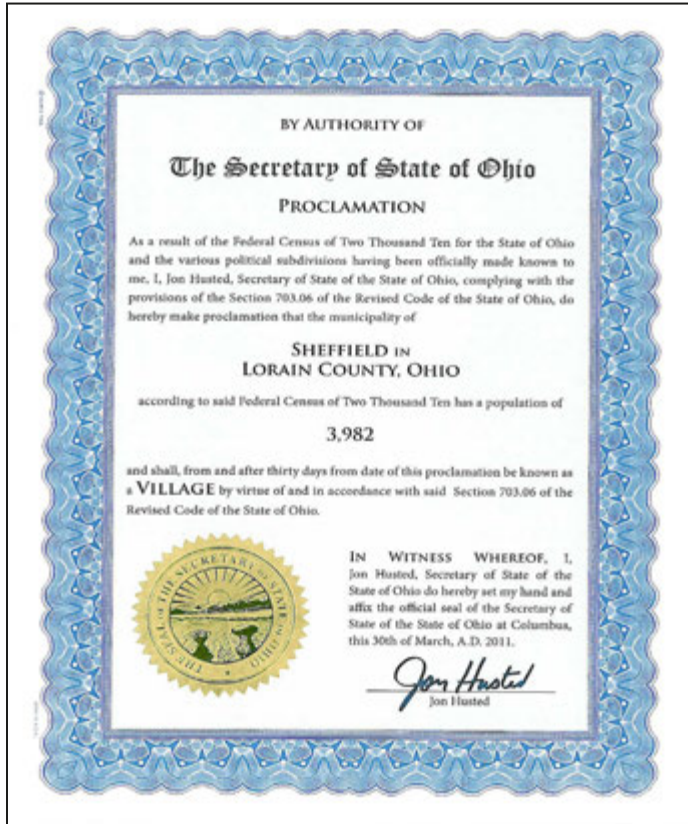 BY AUTHORITY OF
The Secretary of State of Ohio
PROCLAMATION
As a result of the Federal Census of Two Thousand Ten for the State of Ohio
and the various political subdivisions having been officially made known to
me, I, Jon Husted, Secretary of State of the State of Ohio, complying with the
provisions of the Section 703.06 of the Revised Code of the State of Ohio, do
hereby make proclamation that the municipality of
SHEFFIELD IN
LORAIN COUNTY, OHIO
according to said Federal Census of Two Thousand Ten has a population of
3,982
and shall, from and after thirty days from date of this proclamation be known as
a VILLAGE by virtue of and in accordance with said Section 703.06 of the
Revised Code of the State of Ohio.
THE SEAL OF THE SECRETARY OF STATE OF OHIO
IN WITNESS WHEREOF, I,
Jon Husted, Secretary of State of the
State of Ohio do hereby set my hand and
affix the official seal of the Secretary of
State of the State of Ohio at Columbus,
this 30th of March, A.D. 2011.
Jon Husted
Jon Husted